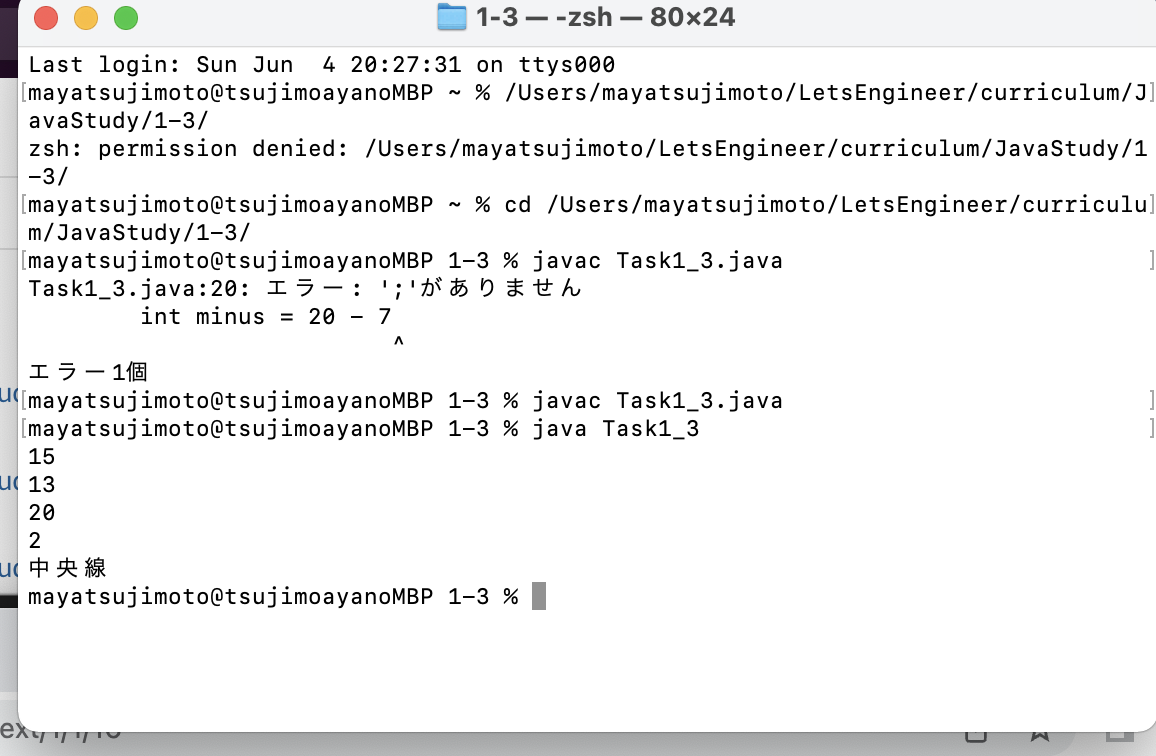 1-3 — -zsh — 80×24
Last login: Sun Jun  4 20:27:31 on ttys000
[mayatsujimoto@tsujimoayanoMBP ~ % /Users/mayatsujimoto/LetsEngineer/curriculum/J]
avaStudy/1-3/
zsh: permission denied: /Users/mayatsujimoto/LetsEngineer/curriculum/JavaStudy/1
-3/
[mayatsujimoto@tsujimoayanoMBP ~ % cd /Users/mayatsujimoto/LetsEngineer/curriculu]
m/JavaStudy/1-3/
[mayatsujimoto@tsujimoayanoMBP 1-3 % javac Task1_3.java ]
Task1_3.java:20: エラー: ';'がありません
        int minus = 20 - 7
                          ^
エラー1個
[mayatsujimoto@tsujimoayanoMBP 1-3 % javac Task1_3.java ]
[mayatsujimoto@tsujimoayanoMBP 1-3 % java Task1_3 ]
15
13
20
2
中央線
mayatsujimoto@tsujimoayanoMBP 1-3 %